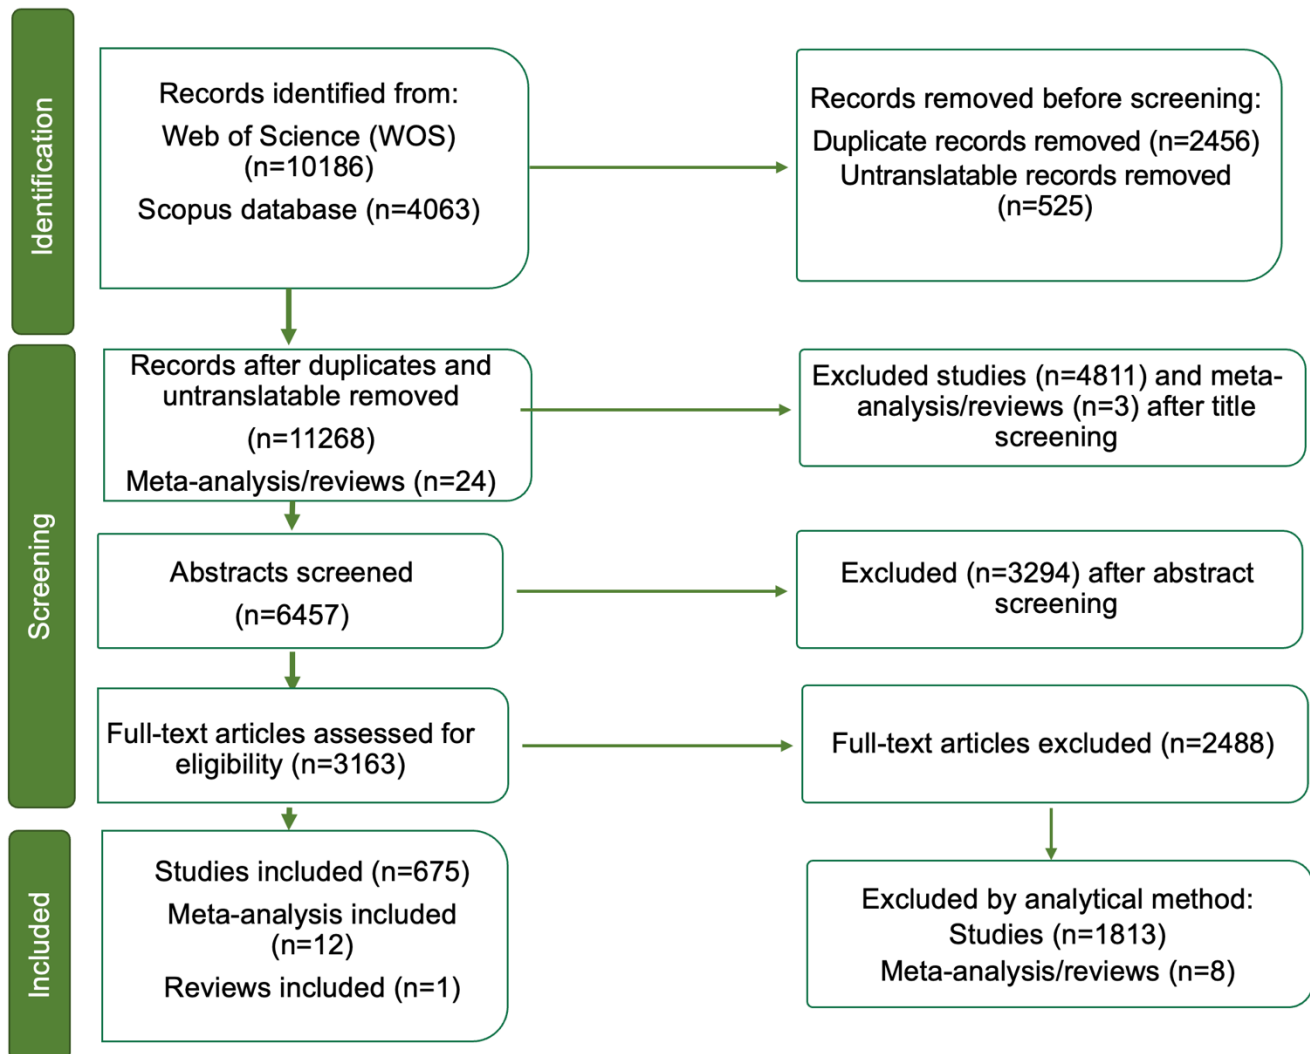 Identification
Records identified from:
Web of Science (WOS)
(n=10186)
Scopus database (n=4063)
Records removed before screening:
Duplicate records removed (n=2456)
Untranslatable records removed
(n=525)
Screening
Records after duplicates and
untranslatable removed
(n=11268)
Meta-analysis/reviews (n=24)
Excluded studies (n=4811) and meta-
analysis/reviews (n=3) after title
screening
Abstracts screened
(n=6457)
Excluded (n=3294) after abstract
screening
Full-text articles assessed for
eligibility (n=3163)
Full-text articles excluded (n=2488)
Included
Studies included (n=675)
Meta-analysis included
(n=12)
Reviews included (n=1)
Excluded by analytical method:
Studies (n=1813)
Meta-analysis/reviews (n=8)